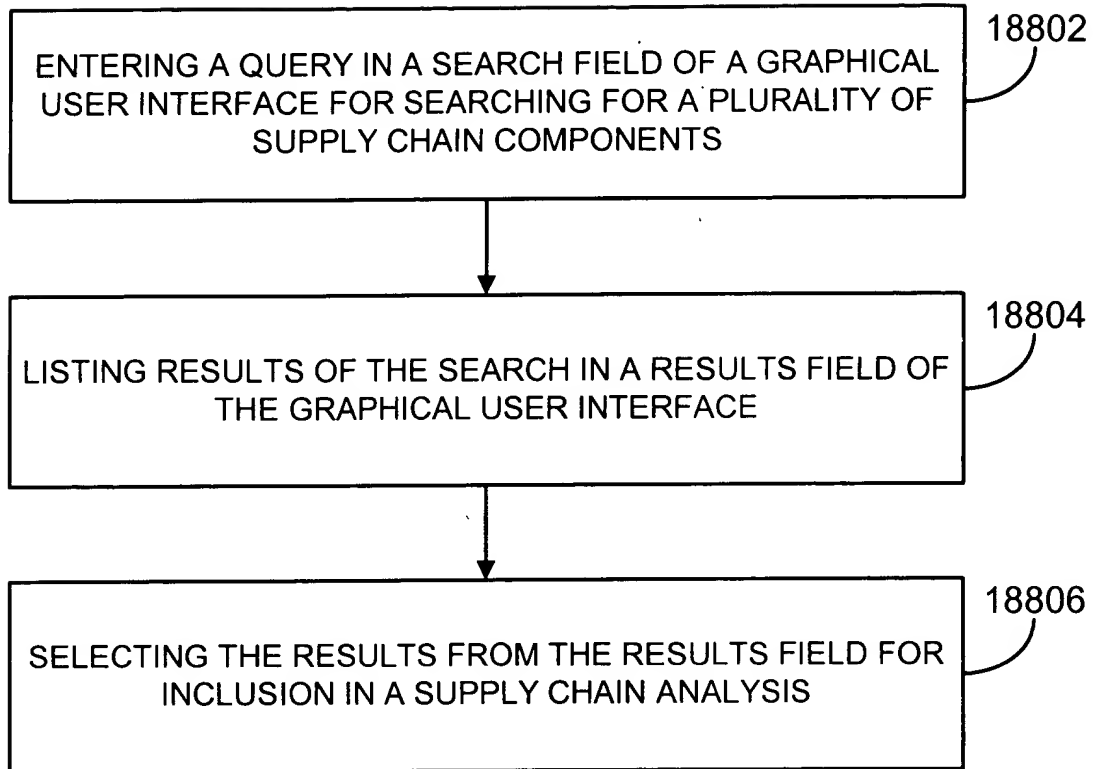 18802
ENTERING A QUERY IN A SEARCH FIELD OF A GRAPHICAL
USER INTERFACE FOR SEARCHING FOR A PLURALITY OF
SUPPLY CHAIN COMPONENTS
18804
LISTING RESULTS OF THE SEARCH IN A RESULTS FIELD OF
THE GRAPHICAL USER INTERFACE
18806
SELECTING THE RESULTS FROM THE RESULTS FIELD FOR
INCLUSION IN A SUPPLY CHAIN ANALYSIS